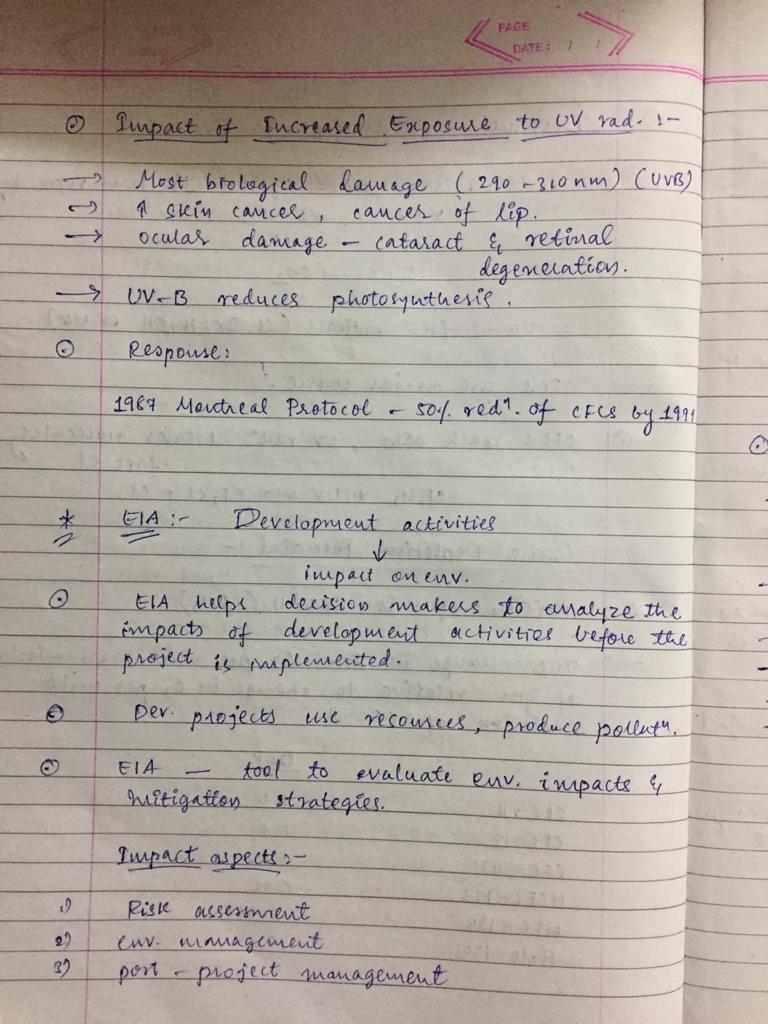 PAGE
DATE: / /
⊙ Impact of Increased Exposure to UV rad. :-
→ Most biological damage (290 - 310 nm) (UVB)
→ ↑ skin cancer, cancer of lip.
→ ocular damage - cataract & retinal
degeneration.
→ UV-B reduces photosynthesis.
⊙ Response:
1987 Montreal Protocol - 50% redⁿ. of CFCS by
* EIA :- Development activities
↓
impact on env.
⊙ EIA helps decision makers to analyze the
impacts of development activities before the
project is implemented.
⊙ Dev. projects use resources, produce pollutⁿ.
⊙ EIA — tool to evaluate env. impacts &
mitigation strategies.
Impact aspects :-
1) Risk assessment
2) env. management
3) port - project management